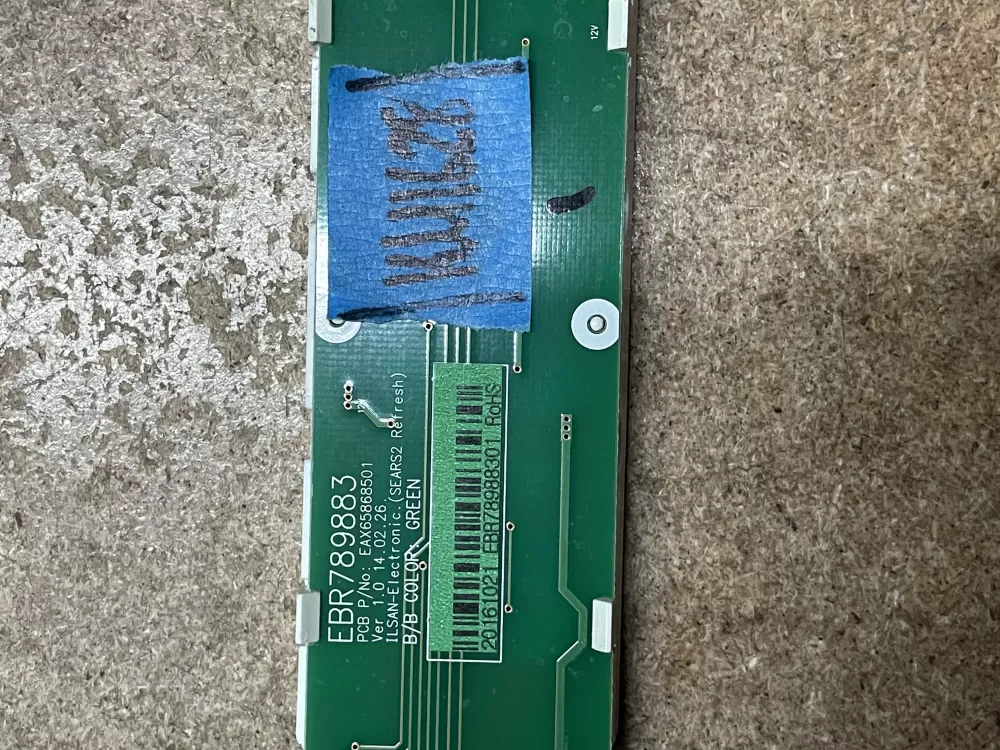 12V
EBR789883
PCB P/No: EAX65868501
Ver 1.0 14.02.26.
ILSAN-Electronic.(SEARS2 Refresh)
B/B COLOR: GREEN
20161021 EBR78988301 RoHS